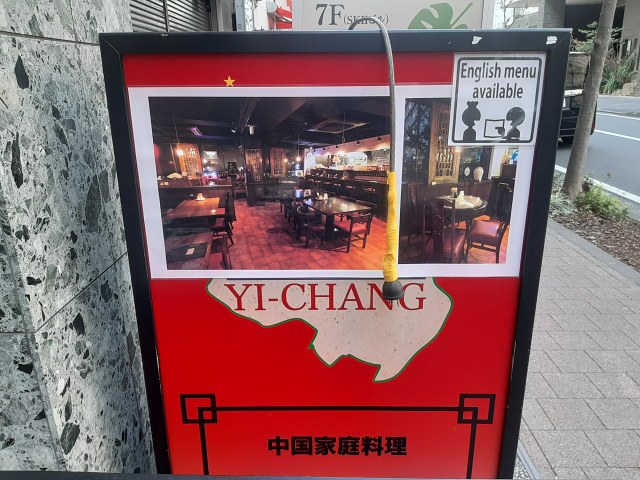 7F
English menu
available
YI-CHANG
中国家庭料理